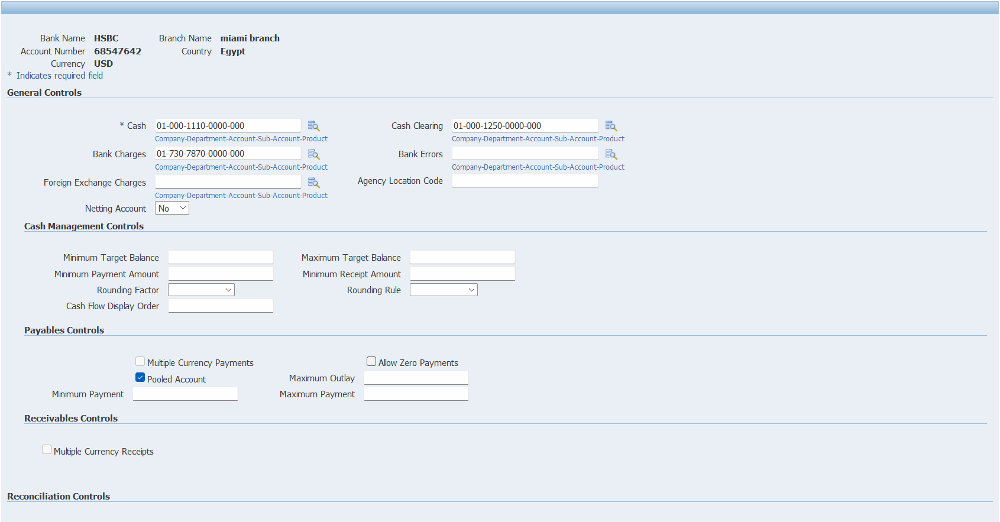 Bank Name HSBC Branch Name miami branch
Account Number 68547642 Country Egypt
Currency USD
* Indicates required field
General Controls
* Cash 01-000-1110-0000-000 Cash Clearing 01-000-1250-0000-000
Company-Department-Account-Sub-Account-Product Company-Department-Account-Sub-Account-Product
Bank Charges 01-730-7870-0000-000 Bank Errors
Company-Department-Account-Sub-Account-Product Company-Department-Account-Sub-Account-Product
Foreign Exchange Charges Agency Location Code
Company-Department-Account-Sub-Account-Product
Netting Account No
Cash Management Controls
Minimum Target Balance Maximum Target Balance
Minimum Payment Amount Minimum Receipt Amount
Rounding Factor Rounding Rule
Cash Flow Display Order
Payables Controls
Multiple Currency Payments Allow Zero Payments
Pooled Account Maximum Outlay
Minimum Payment Maximum Payment
Receivables Controls
Multiple Currency Receipts
Reconciliation Controls